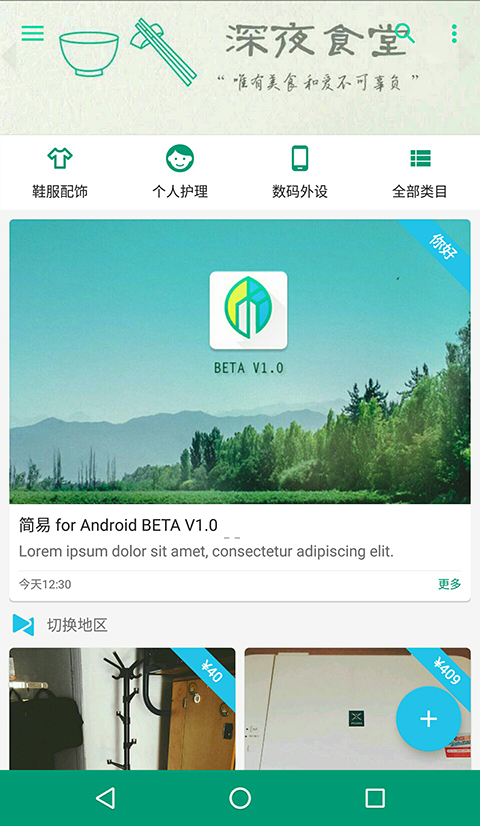 深夜食堂
“唯有美食和爱不可辜负”
鞋服配饰
个人护理
数码外设
全部类目
你好
BETA V1.0
简易 for Android BETA V1.0
Lorem ipsum dolor sit amet, consectetur adipiscing elit.
今天12:30
更多
切换地区
¥40
¥409